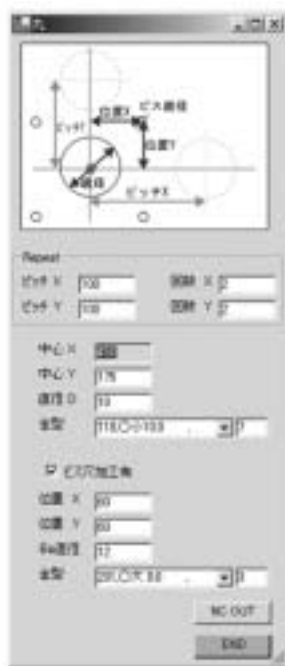 丸
ピッチY
位置X
ビス直径
位置Y
直径
ピッチX
Repeat
ピッチ X 100 回数 X 2
ピッチ Y 100 回数 Y 2
中心 X
中心 Y 175
直径 D 10
金型
ビス穴加工有
位置 X 60
位置 Y 60
直径 12
金型
NC OUT
END